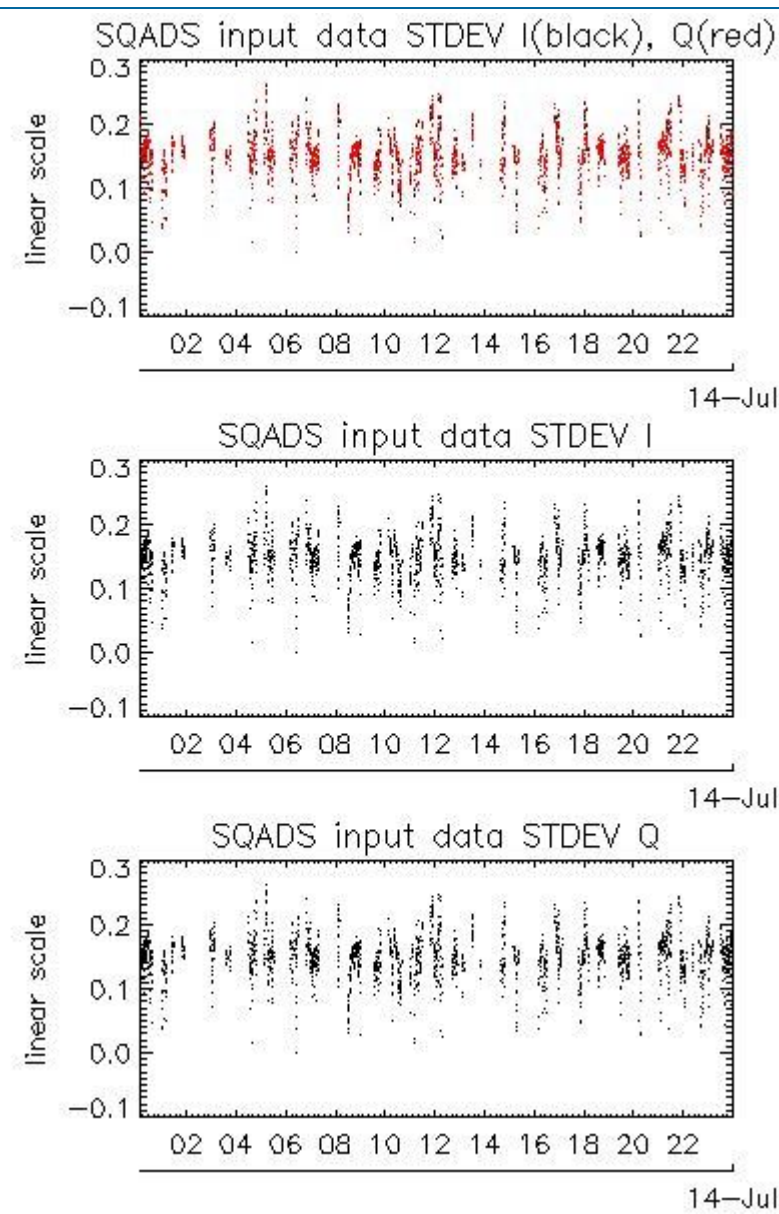 SQADS input data STDEV I(black), Q(red)
0.3
0.2
0.1
0.0
−0.1
linear scale
02 04 06 08 10 12 14 16 18 20 22
14−Jul
SQADS input data STDEV I
0.3
0.2
0.1
0.0
−0.1
linear scale
02 04 06 08 10 12 14 16 18 20 22
14−Jul
SQADS input data STDEV Q
0.3
0.2
0.1
0.0
−0.1
linear scale
02 04 06 08 10 12 14 16 18 20 22
14−Jul